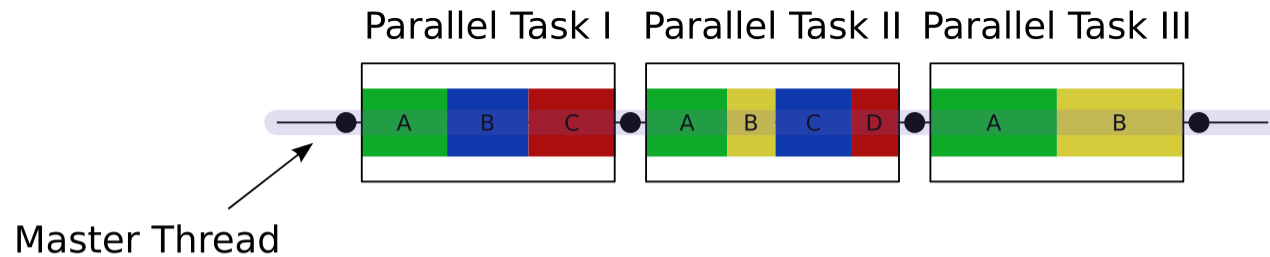 Parallel Task I Parallel Task II Parallel Task III
A B C A B C D A B
Master Thread